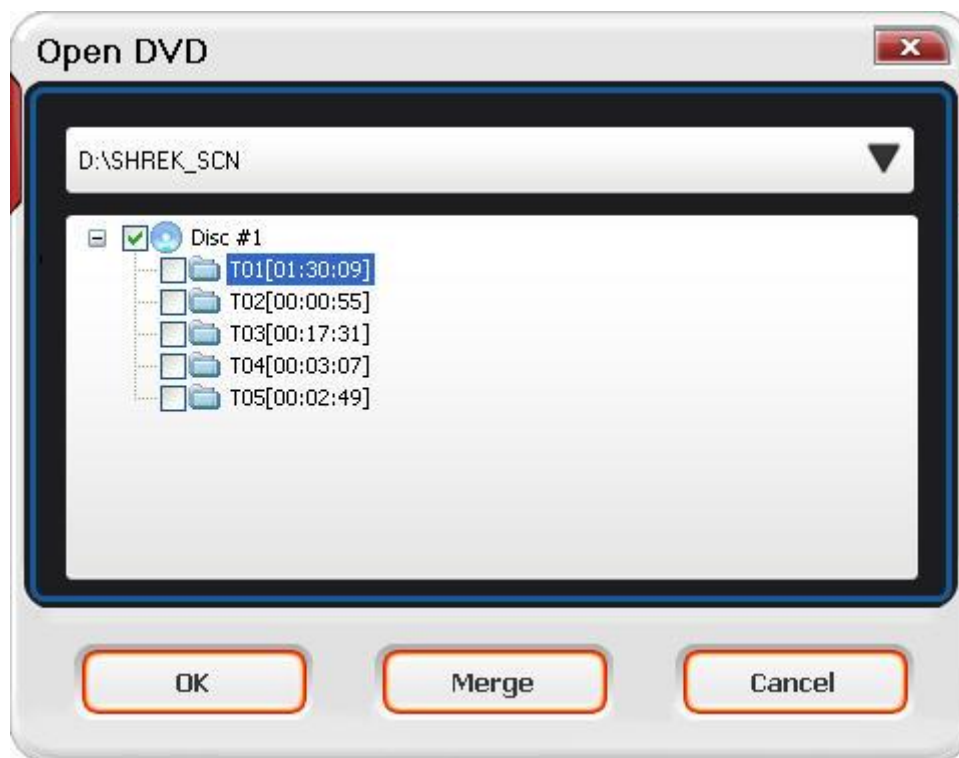 Open DVD
D:\SHREK_SCN
Disc #1
T01[01:30:09]
T02[00:00:55]
T03[00:17:31]
T04[00:03:07]
T05[00:02:49]
OK Merge Cancel